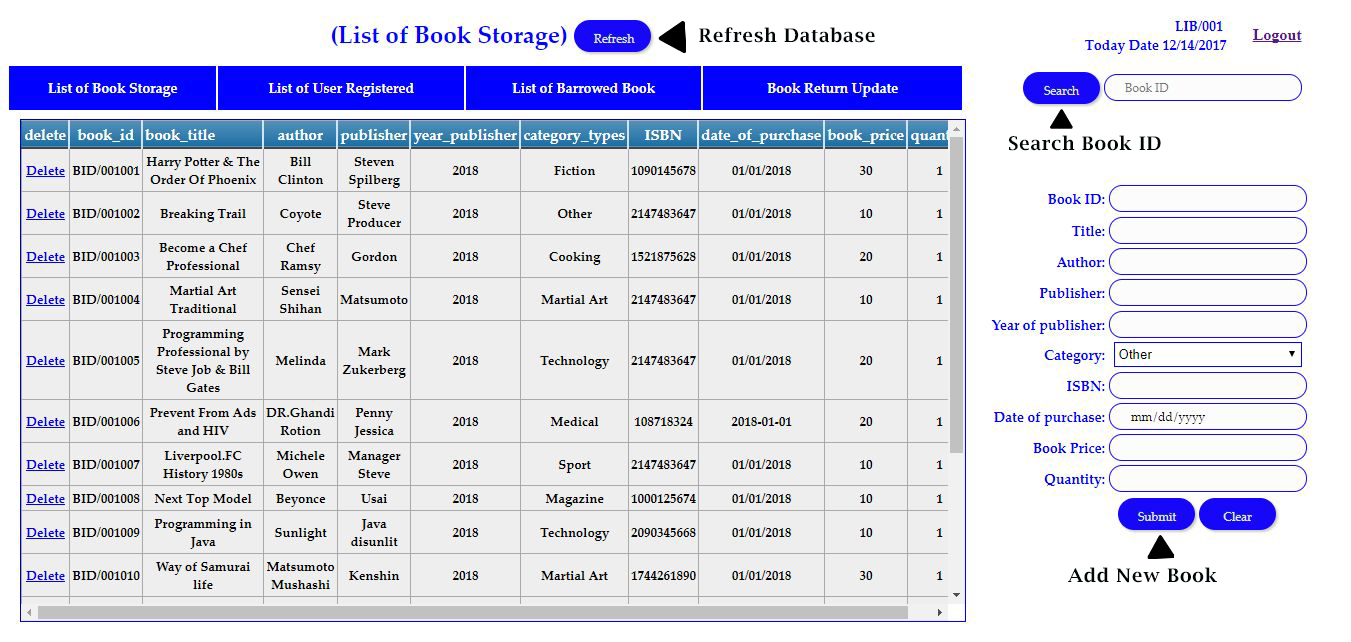 (List of Book Storage) Refresh Refresh Database
LIB/001
Today Date 12/14/2017 Logout
List of Book Storage List of User Registered List of Barrowed Book Book Return Update
Search Book ID
Search Book ID
delete book_id book_title author publisher year_publisher category_types ISBN date_of_purchase book_price quant
Delete BID/001001 Harry Potter & The Order Of Phoenix Bill Clinton Steven Spilberg 2018 Fiction 1090145678 01/01/2018 30 1
Delete BID/001002 Breaking Trail Coyote Steve Producer 2018 Other 2147483647 01/01/2018 10 1
Delete BID/001003 Become a Chef Professional Chef Ramsy Gordon 2018 Cooking 1521875628 01/01/2018 20 1
Delete BID/001004 Martial Art Traditional Sensei Shihan Matsumoto 2018 Martial Art 2147483647 01/01/2018 10 1
Delete BID/001005 Programming Professional by Steve Job & Bill Gates Melinda Mark Zukerberg 2018 Technology 2147483647 01/01/2018 20 1
Delete BID/001006 Prevent From Ads and HIV DR.Ghandi Rotion Penny Jessica 2018 Medical 108718324 2018-01-01 20 1
Delete BID/001007 Liverpool.FC History 1980s Michele Owen Manager Steve 2018 Sport 2147483647 01/01/2018 10 1
Delete BID/001008 Next Top Model Beyonce Usai 2018 Magazine 1000125674 01/01/2018 10 1
Delete BID/001009 Programming in Java Sunlight Java disunlit 2018 Technology 2090345668 01/01/2018 10 1
Delete BID/001010 Way of Samurai life Matsumoto Mushashi Kenshin 2018 Martial Art 1744261890 01/01/2018 30 1
Book ID:
Title:
Author:
Publisher:
Year of publisher:
Category: Other
ISBN:
Date of purchase: mm/dd/yyyy
Book Price:
Quantity:
Submit Clear
Add New Book